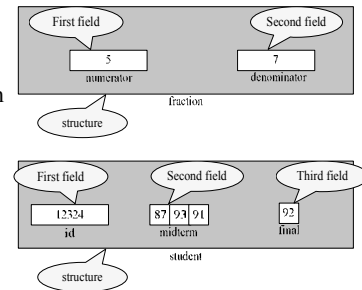 First field Second field
5 7
numerator denominator
n
fraction
structure
First field Second field Third field
12324 87 93 91 92
id midterm final
student
structure